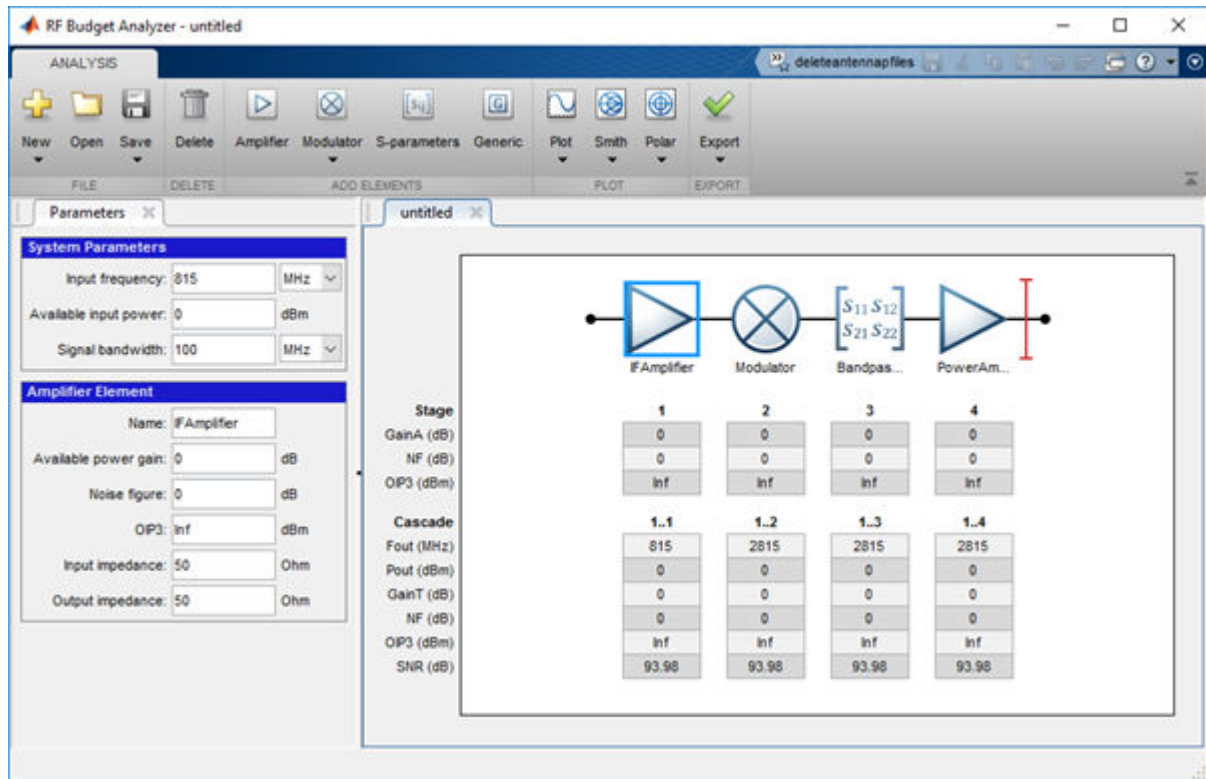 RF Budget Analyzer - untitled
ANALYSIS
deleteantennapfiles
New Open Save Delete Amplifier Modulator S-parameters Generic Plot Smith Polar Export
FILE DELETE ADD ELEMENTS PLOT EXPORT
Parameters
untitled
System Parameters
Input frequency: 815 MHz
Available input power: 0 dBm
Signal bandwidth: 100 MHz
Amplifier Element
Name: IFAmplifier
Available power gain: 0 dB
Noise figure: 0 dB
OIP3: Inf dBm
Input impedance: 50 Ohm
Output impedance: 50 Ohm
S11 S12
S21 S22
IFAmplifier Modulator Bandpas... PowerAm...
Stage 1 2 3 4
GainA (dB) 0 0 0 0
NF (dB) 0 0 0 0
OIP3 (dBm) Inf Inf Inf Inf
Cascade 1..1 1..2 1..3 1..4
Fout (MHz) 815 2815 2815 2815
Pout (dBm) 0 0 0 0
GainT (dB) 0 0 0 0
NF (dB) 0 0 0 0
OIP3 (dBm) Inf Inf Inf Inf
SNR (dB) 93.98 93.98 93.98 93.98